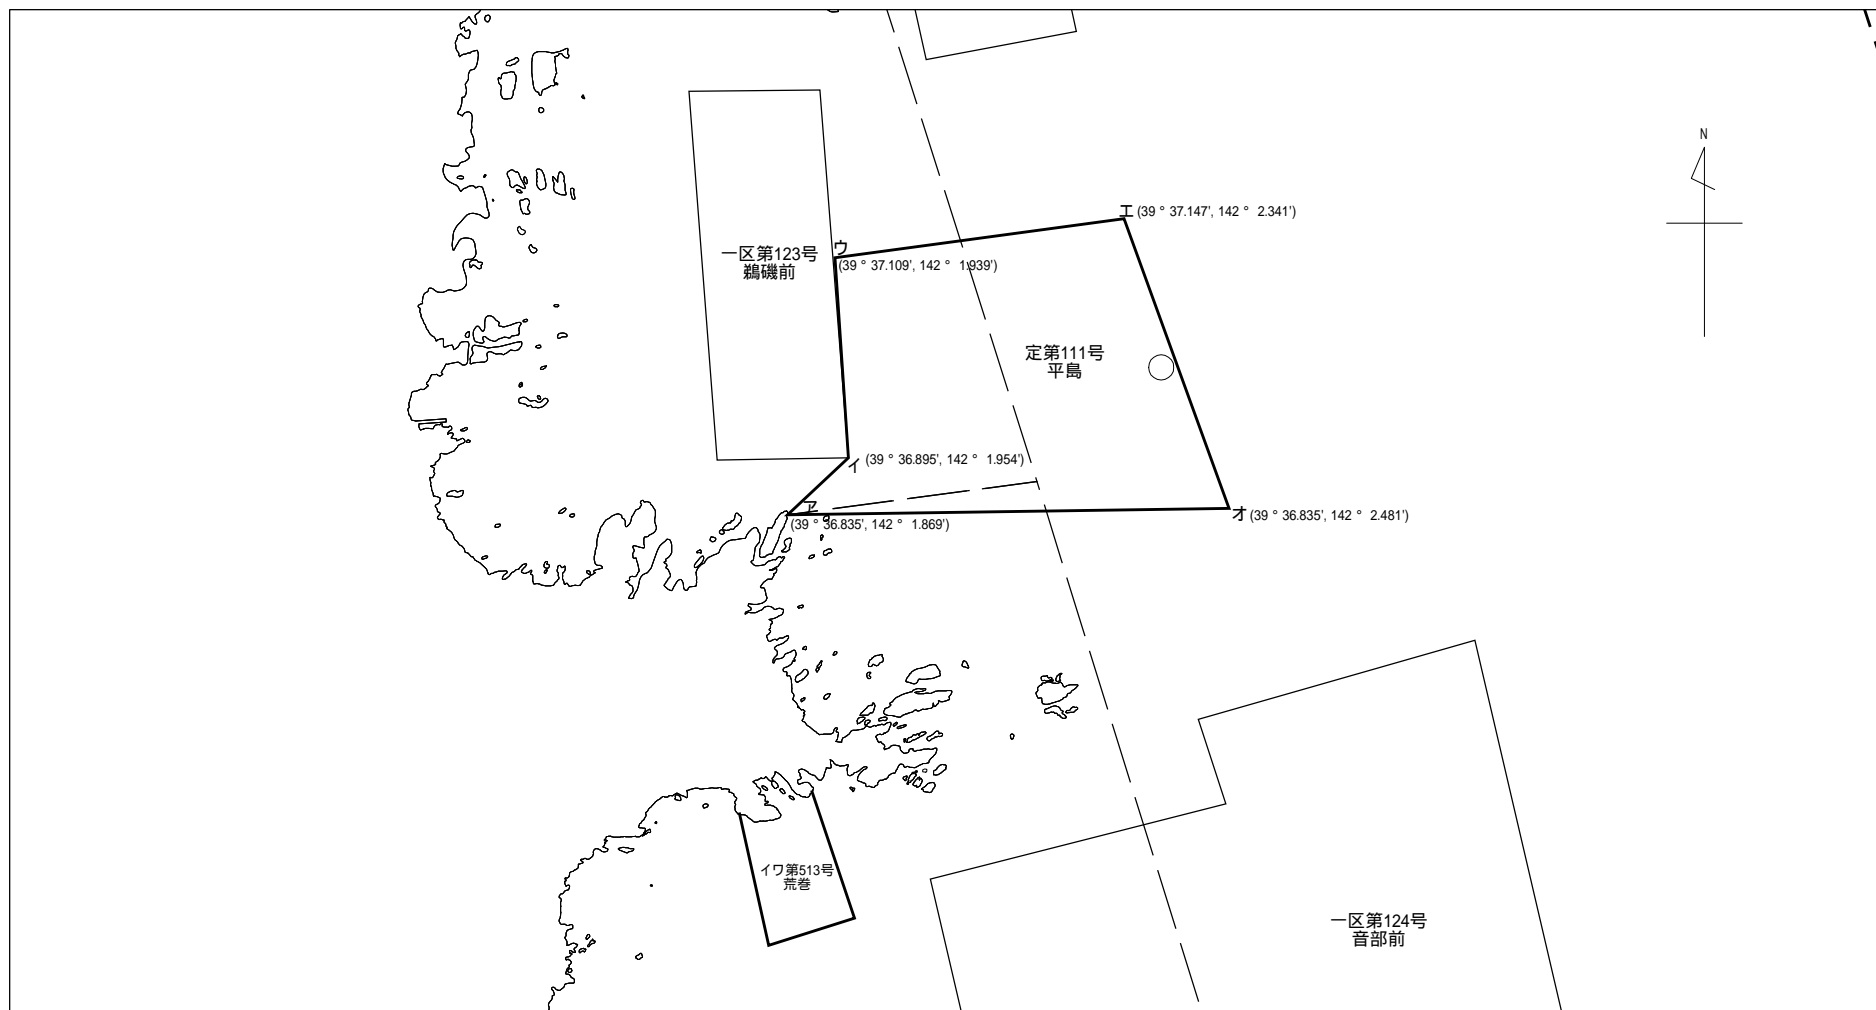 N
エ (39 ° 37.147', 142 ° 2.341')
ウ
(39 ° 37.109', 142 ° 1.939')
一区第123号
鵜磯前
定第111号
平島
イ (39 ° 36.895', 142 ° 1.954')
ア
(39 ° 36.835', 142 ° 1.869')
オ (39 ° 36.835', 142 ° 2.481')
イワ第513号
荒巻
一区第124号
音部前